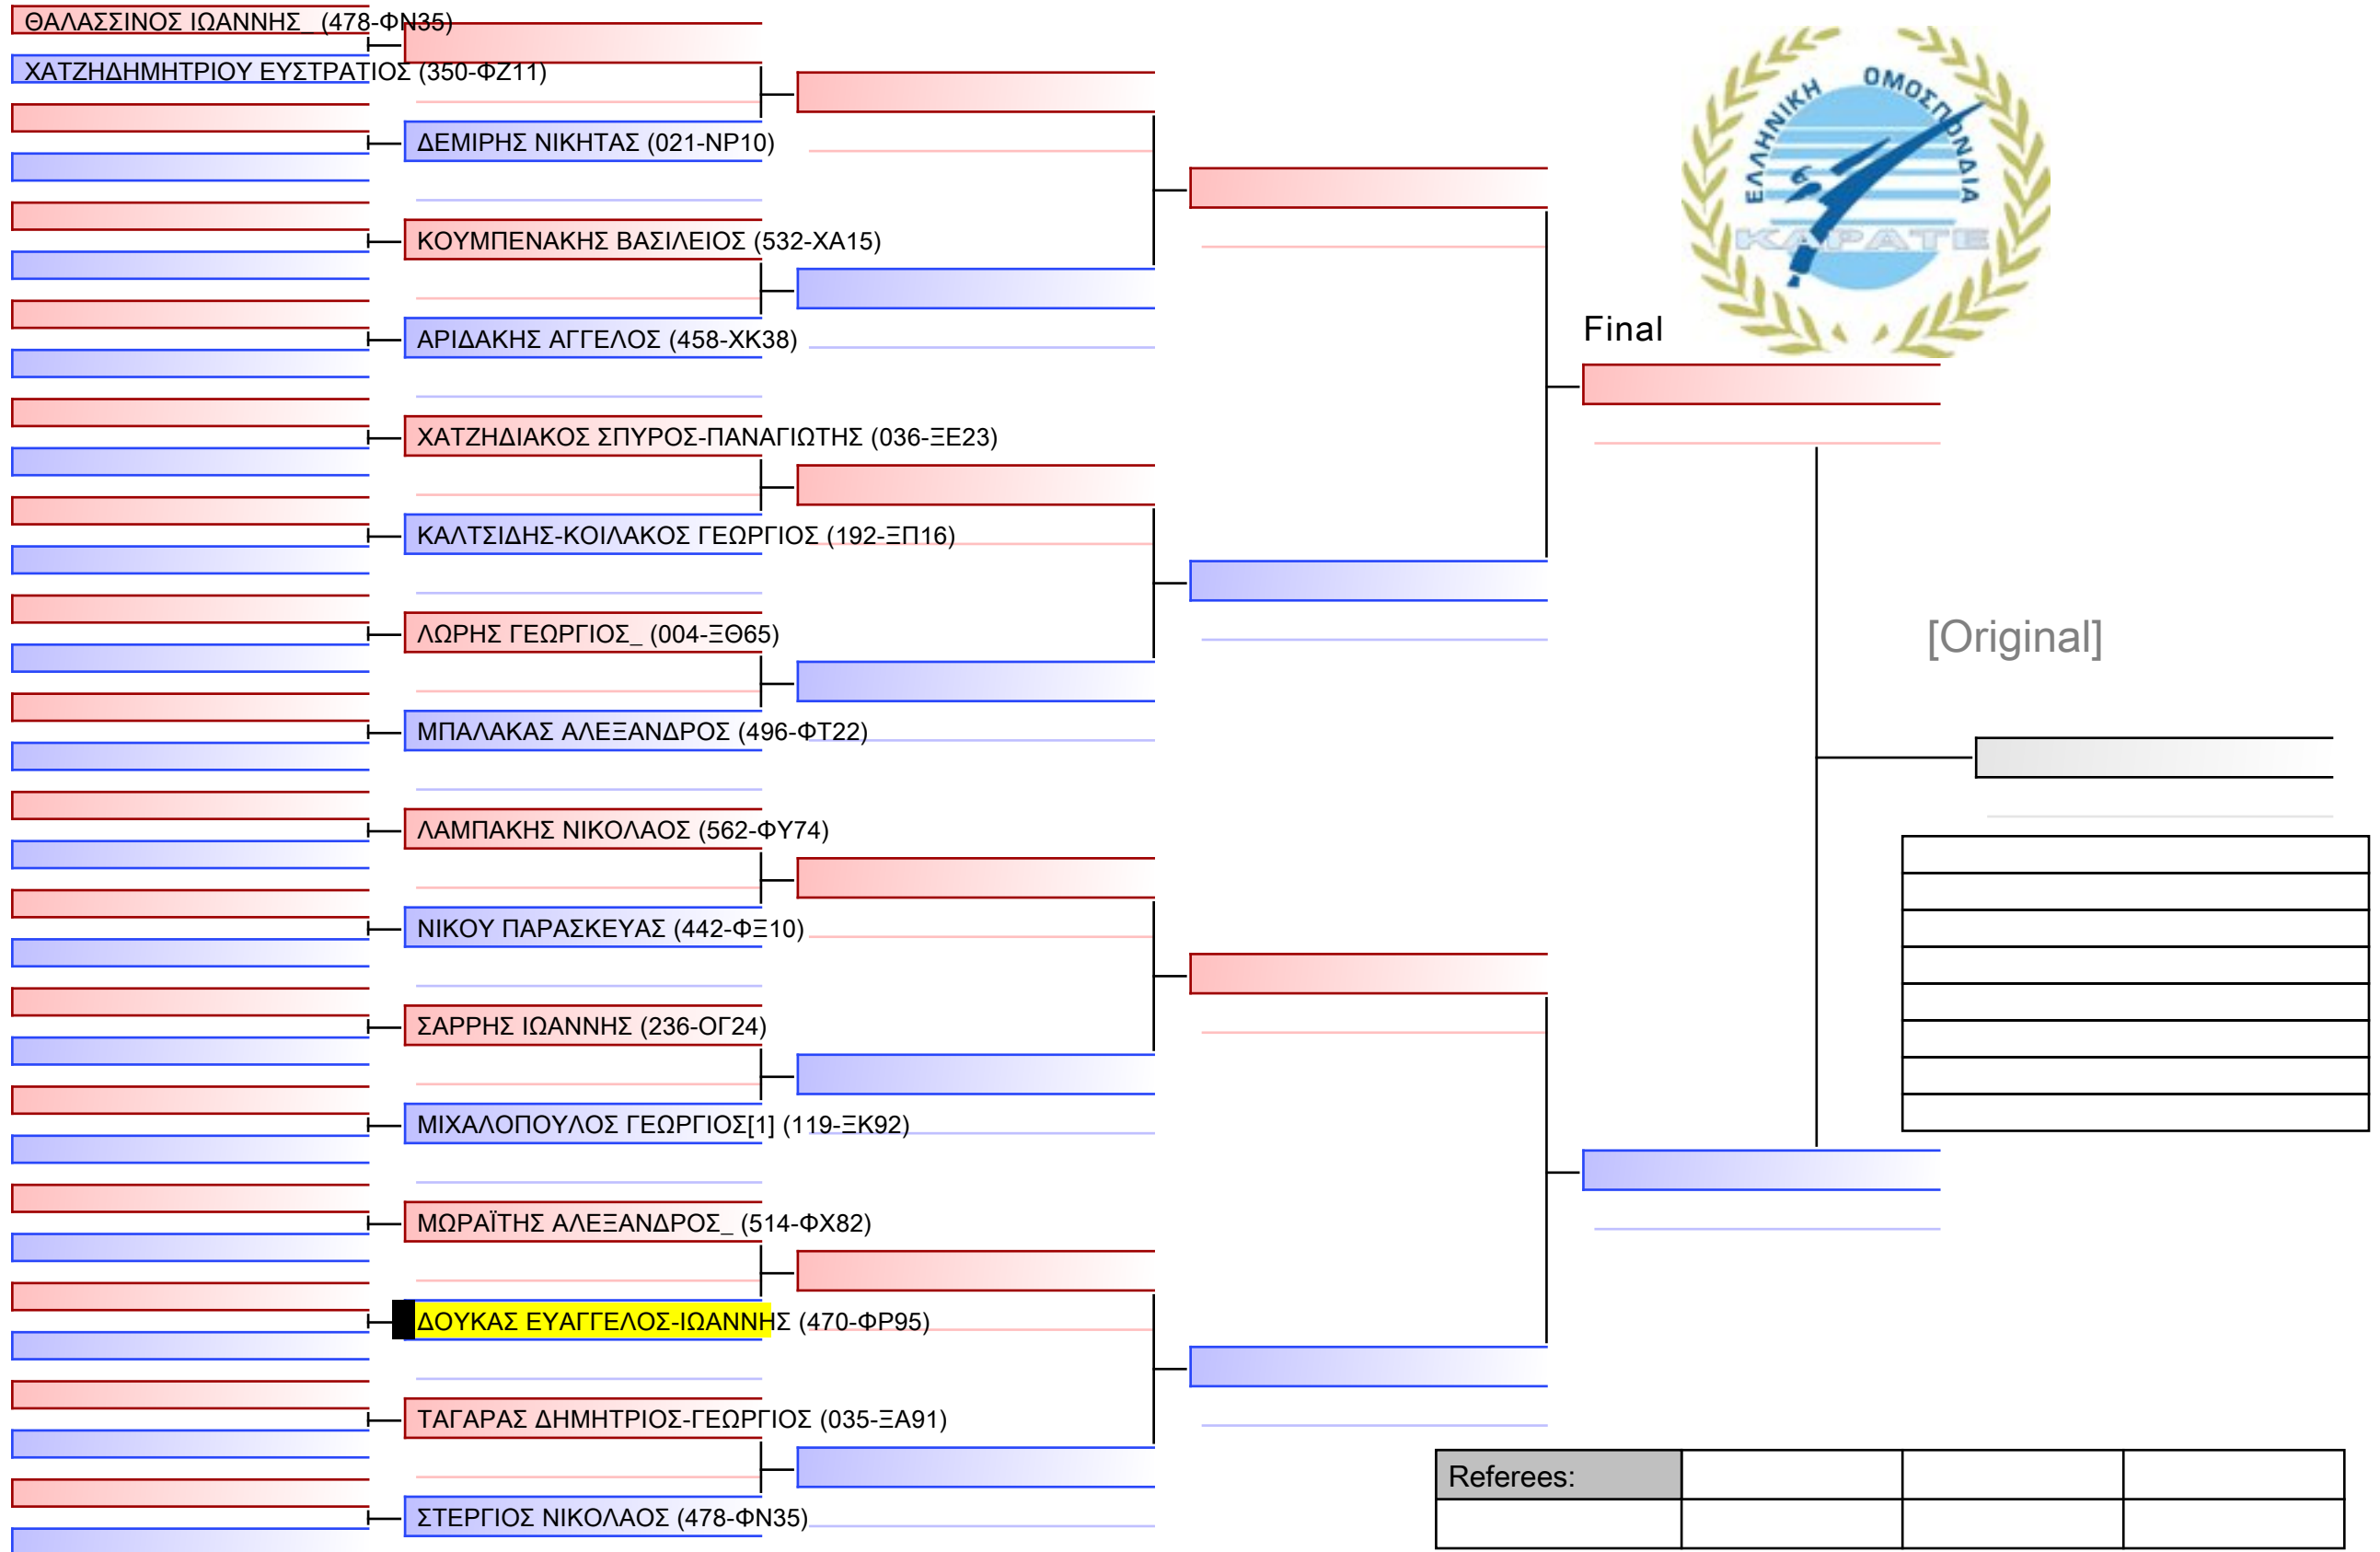 ΘΑΛΑΣΣΙΝΟΣ ΙΩΑΝΝΗΣ_ (478-ΦΝ35)
ΧΑΤΖΗΔΗΜΗΤΡΙΟΥ ΕΥΣΤΡΑΤΙΟΣ (350-ΦΖ11)
ΔΕΜΙΡΗΣ ΝΙΚΗΤΑΣ (021-ΝΡ10)
ΚΟΥΜΠΕΝΑΚΗΣ ΒΑΣΙΛΕΙΟΣ (532-ΧΑ15)
ΑΡΙΔΑΚΗΣ ΑΓΓΕΛΟΣ (458-ΧΚ38)
ΧΑΤΖΗΔΙΑΚΟΣ ΣΠΥΡΟΣ-ΠΑΝΑΓΙΩΤΗΣ (036-ΞΕ23)
ΚΑΛΤΣΙΔΗΣ-ΚΟΙΛΑΚΟΣ ΓΕΩΡΓΙΟΣ (192-ΞΠ16)
ΛΩΡΗΣ ΓΕΩΡΓΙΟΣ_ (004-ΞΘ65)
ΜΠΑΛΑΚΑΣ ΑΛΕΞΑΝΔΡΟΣ (496-ΦΤ22)
ΛΑΜΠΑΚΗΣ ΝΙΚΟΛΑΟΣ (562-ΦΥ74)
ΝΙΚΟΥ ΠΑΡΑΣΚΕΥΑΣ (442-ΦΞ10)
ΣΑΡΡΗΣ ΙΩΑΝΝΗΣ (236-ΟΓ24)
ΜΙΧΑΛΟΠΟΥΛΟΣ ΓΕΩΡΓΙΟΣ[1] (119-ΞΚ92)
ΜΩΡΑΪΤΗΣ ΑΛΕΞΑΝΔΡΟΣ_ (514-ΦΧ82)
ΔΟΥΚΑΣ ΕΥΑΓΓΕΛΟΣ-ΙΩΑΝΝΗΣ (470-ΦΡ95)
ΤΑΓΑΡΑΣ ΔΗΜΗΤΡΙΟΣ-ΓΕΩΡΓΙΟΣ (035-ΞΑ91)
ΣΤΕΡΓΙΟΣ ΝΙΚΟΛΑΟΣ (478-ΦΝ35)
ΕΛΛΗΝΙΚΗ ΟΜΟΣΠΟΝΔΙΑ
ΚΑΡΑΤΕ
Final
[Original]
Referees: